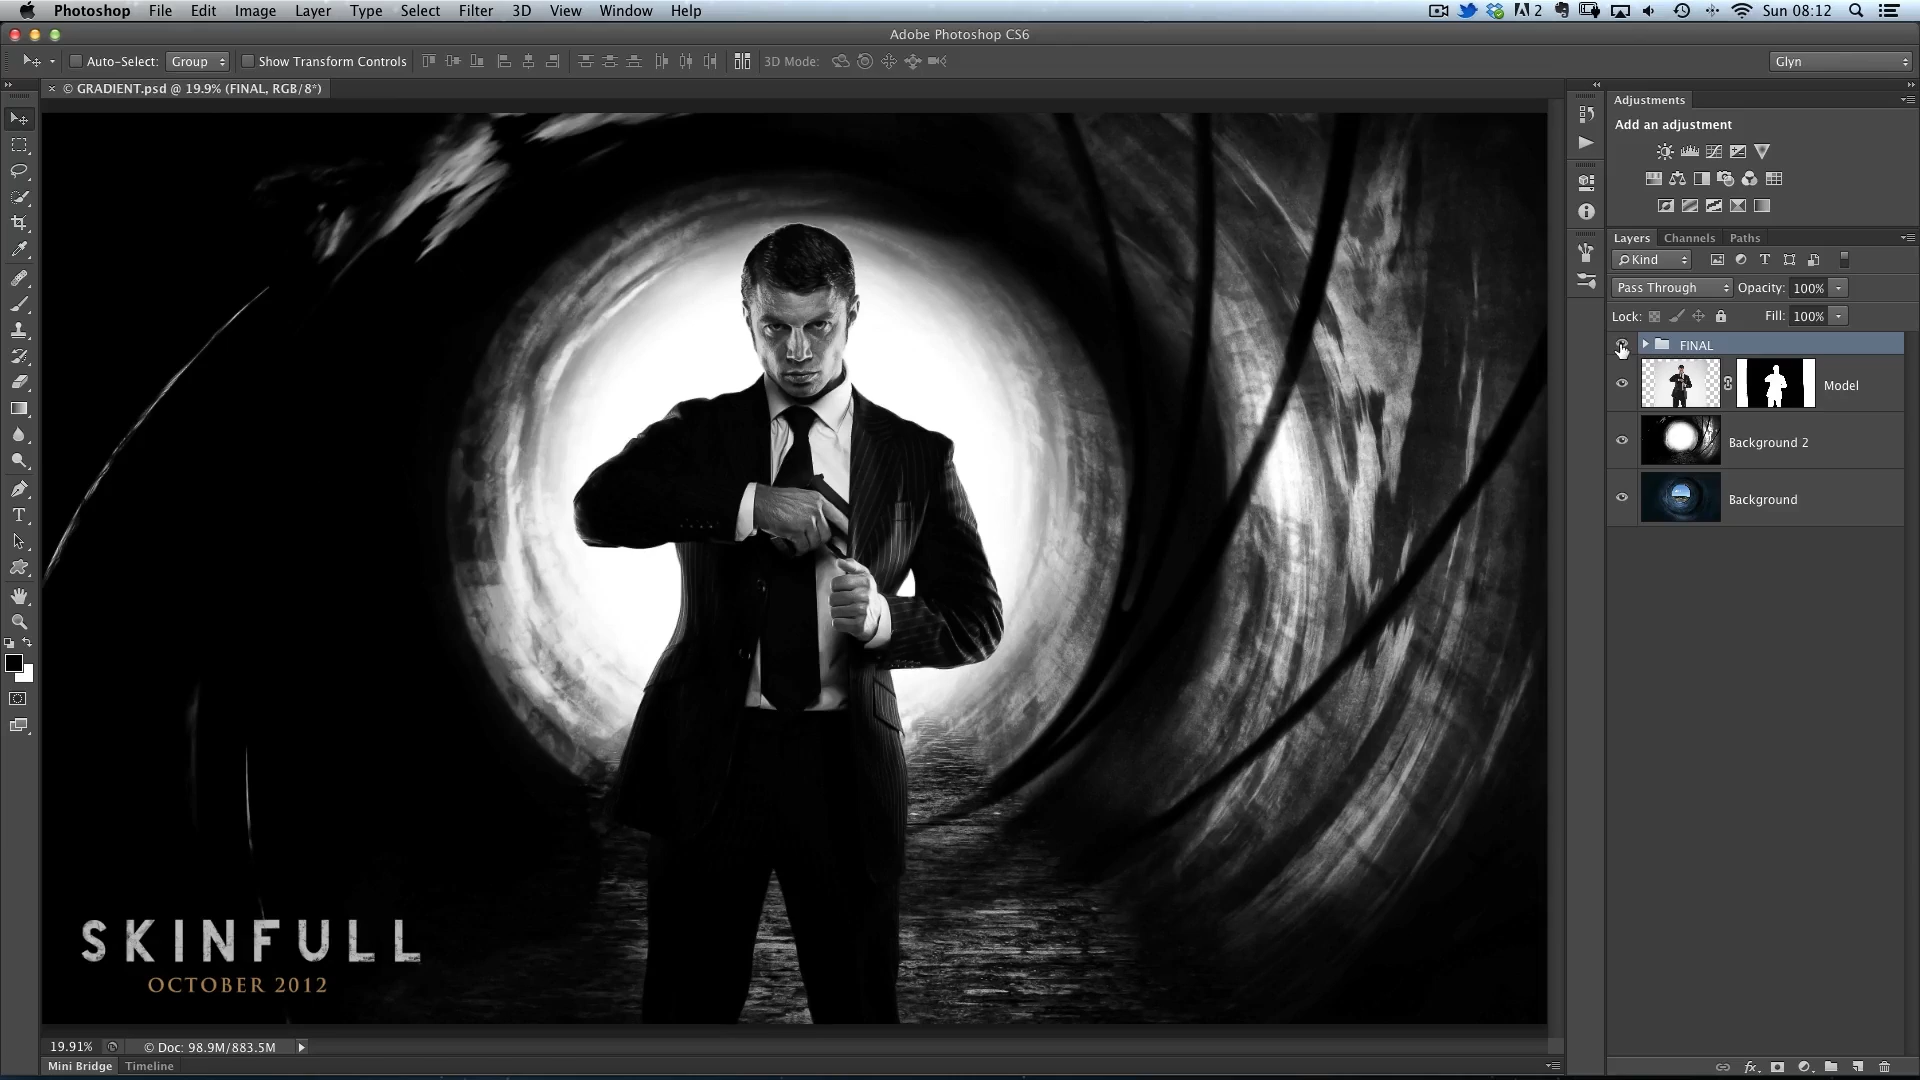 Photoshop File Edit Image Layer Type Select Filter 3D View Window Help 2 Sun 08:12
Adobe Photoshop CS6
Auto-Select: Group Show Transform Controls 3D Mode: Glyn
× © GRADIENT.psd @ 19.9% (FINAL, RGB/8*)
Adjustments
Add an adjustment
Layers Channels Paths
Kind
Pass Through Opacity: 100%
Lock: Fill: 100%
FINAL
Model
Background 2
Background
SKINFULL
OCTOBER 2012
19.91% © Doc: 98.9M/883.5M
Mini Bridge Timeline